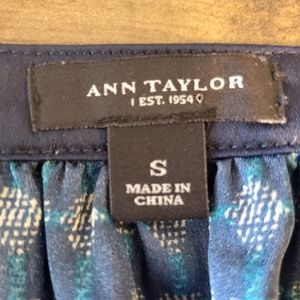 ANN TAYLOR
EST. 1954
S
MADE IN
CHINA